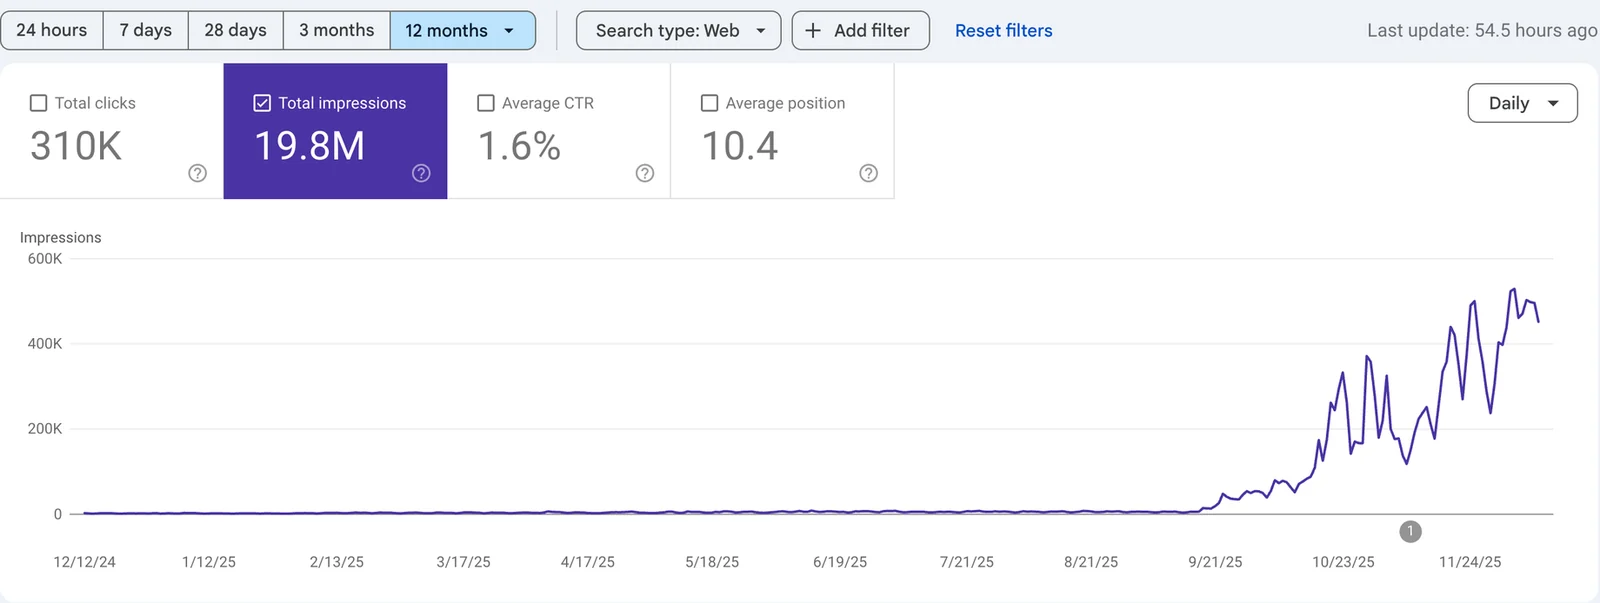 24 hours 7 days 28 days 3 months 12 months Search type: Web Add filter Reset filters Last update: 54.5 hours ago
Total clicks Total impressions Average CTR Average position Daily
310K 19.8M 1.6% 10.4
Impressions
600K
400K
200K
0
1
12/12/24 1/12/25 2/13/25 3/17/25 4/17/25 5/18/25 6/19/25 7/21/25 8/21/25 9/21/25 10/23/25 11/24/25